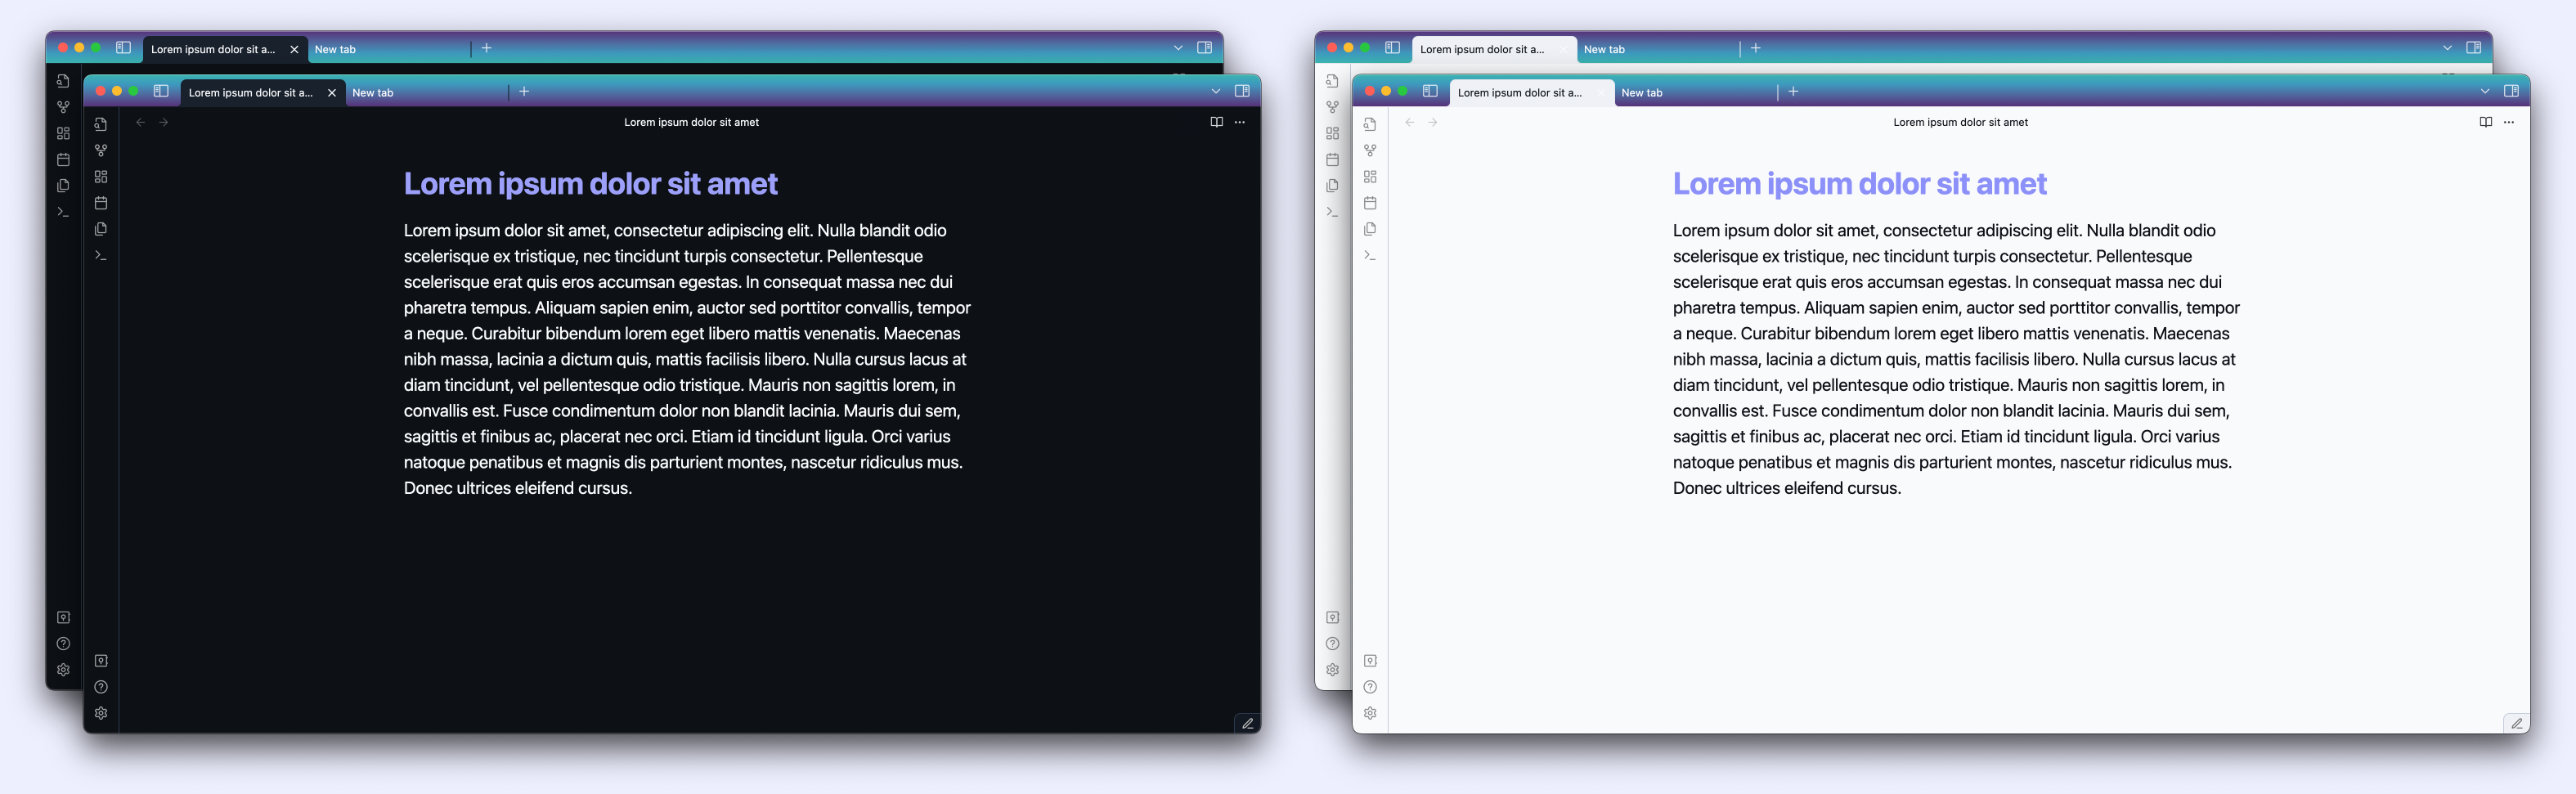 Lorem ipsum dolor sit a...
New tab
Lorem ipsum dolor sit a...
New tab
Lorem ipsum dolor sit amet
Lorem ipsum dolor sit amet
Lorem ipsum dolor sit amet, consectetur adipiscing elit. Nulla blandit odio
scelerisque ex tristique, nec tincidunt turpis consectetur. Pellentesque
scelerisque erat quis eros accumsan egestas. In consequat massa nec dui
pharetra tempus. Aliquam sapien enim, auctor sed porttitor convallis, tempor
a neque. Curabitur bibendum lorem eget libero mattis venenatis. Maecenas
nibh massa, lacinia a dictum quis, mattis facilisis libero. Nulla cursus lacus at
diam tincidunt, vel pellentesque odio tristique. Mauris non sagittis lorem, in
convallis est. Fusce condimentum dolor non blandit lacinia. Mauris dui sem,
sagittis et finibus ac, placerat nec orci. Etiam id tincidunt ligula. Orci varius
natoque penatibus et magnis dis parturient montes, nascetur ridiculus mus.
Donec ultrices eleifend cursus.
Lorem ipsum dolor sit a...
New tab
Lorem ipsum dolor sit a...
New tab
Lorem ipsum dolor sit amet
Lorem ipsum dolor sit amet
Lorem ipsum dolor sit amet, consectetur adipiscing elit. Nulla blandit odio
scelerisque ex tristique, nec tincidunt turpis consectetur. Pellentesque
scelerisque erat quis eros accumsan egestas. In consequat massa nec dui
pharetra tempus. Aliquam sapien enim, auctor sed porttitor convallis, tempor
a neque. Curabitur bibendum lorem eget libero mattis venenatis. Maecenas
nibh massa, lacinia a dictum quis, mattis facilisis libero. Nulla cursus lacus at
diam tincidunt, vel pellentesque odio tristique. Mauris non sagittis lorem, in
convallis est. Fusce condimentum dolor non blandit lacinia. Mauris dui sem,
sagittis et finibus ac, placerat nec orci. Etiam id tincidunt ligula. Orci varius
natoque penatibus et magnis dis parturient montes, nascetur ridiculus mus.
Donec ultrices eleifend cursus.